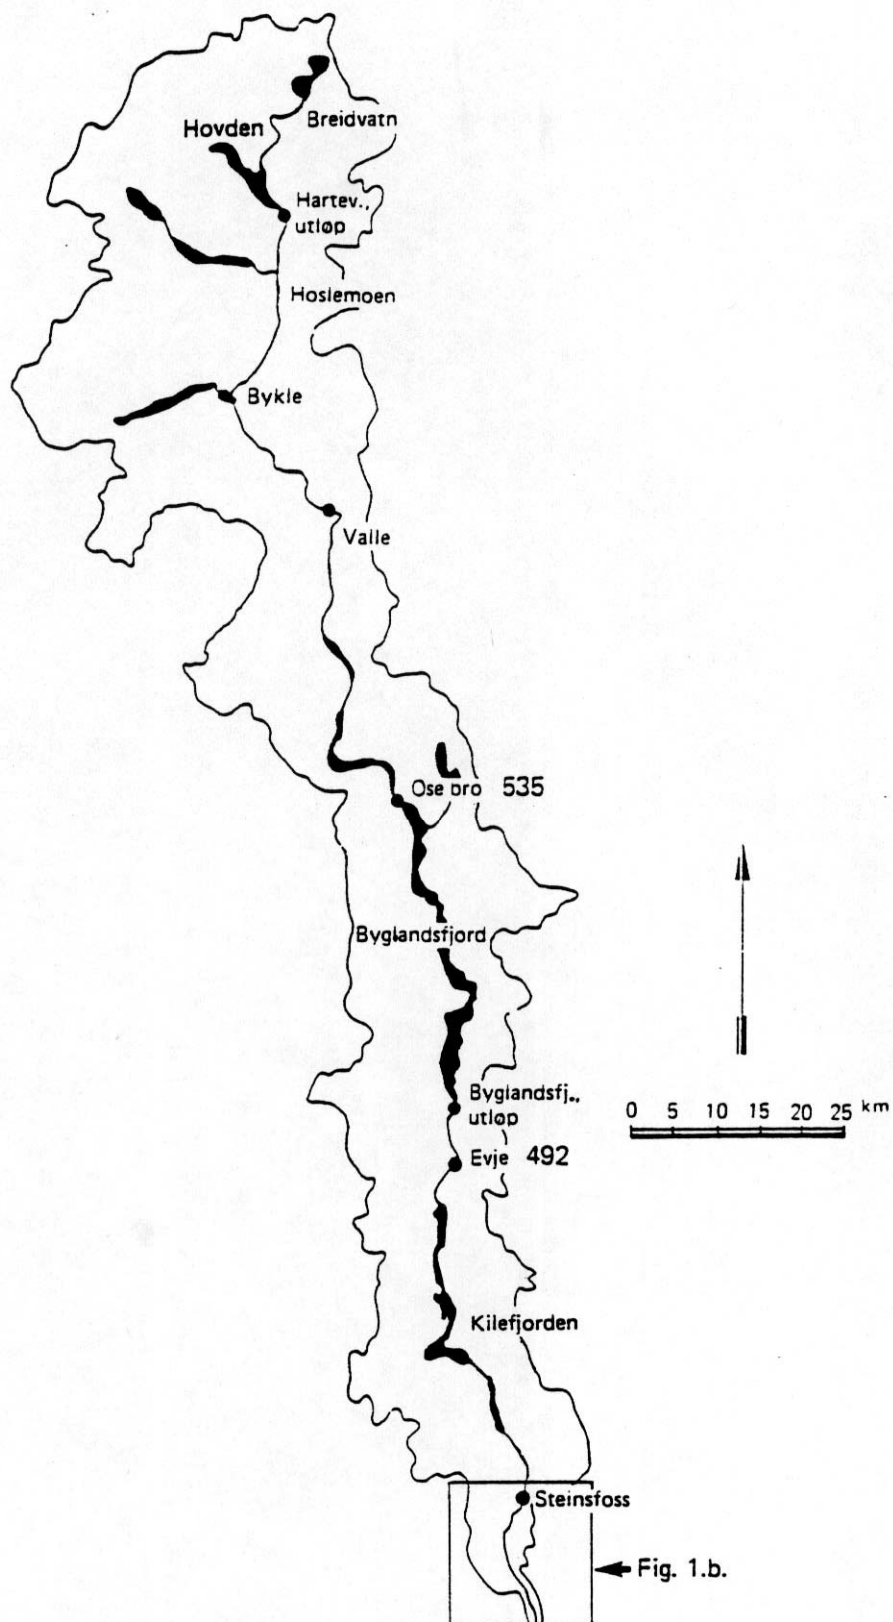 Breidvatn
Hovden
Hartev.,
utløp
Hoslemoen
Bykle
Valle
Ose bro 535
Byglandsfjord
Byglandsfj.,
utløp
0 5 10 15 20 25 km
Evje 492
Kilefjorden
Steinsfoss
Fig. 1.b.